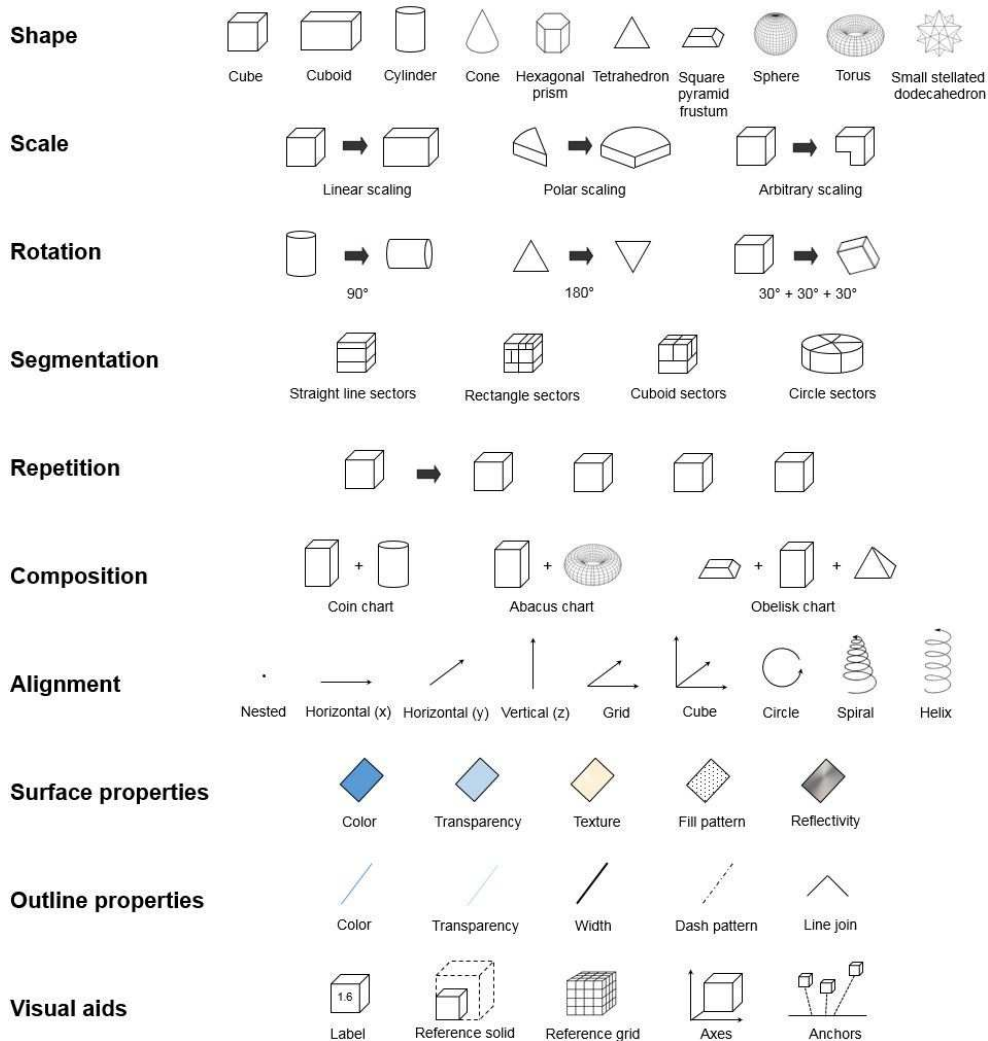 Shape
Cube
Cuboid
Cylinder
Cone
Hexagonal
prism
Tetrahedron
Square
pyramid
frustum
Sphere
Torus
Small stellated
dodecahedron
Scale
Linear scaling
Polar scaling
Arbitrary scaling
Rotation
90°
180°
30° + 30° + 30°
Segmentation
Straight line sectors
Rectangle sectors
Cuboid sectors
Circle sectors
Repetition
Composition
+
+
+ +
Coin chart
Abacus chart
Obelisk chart
Alignment
Nested
Horizontal (x)
Horizontal (y)
Vertical (z)
Grid
Cube
Circle
Spiral
Helix
Surface properties
Color
Transparency
Texture
Fill pattern
Reflectivity
Outline properties
Color
Transparency
Width
Dash pattern
Line join
Visual aids
1.6
Label
Reference solid
Reference grid
Axes
Anchors